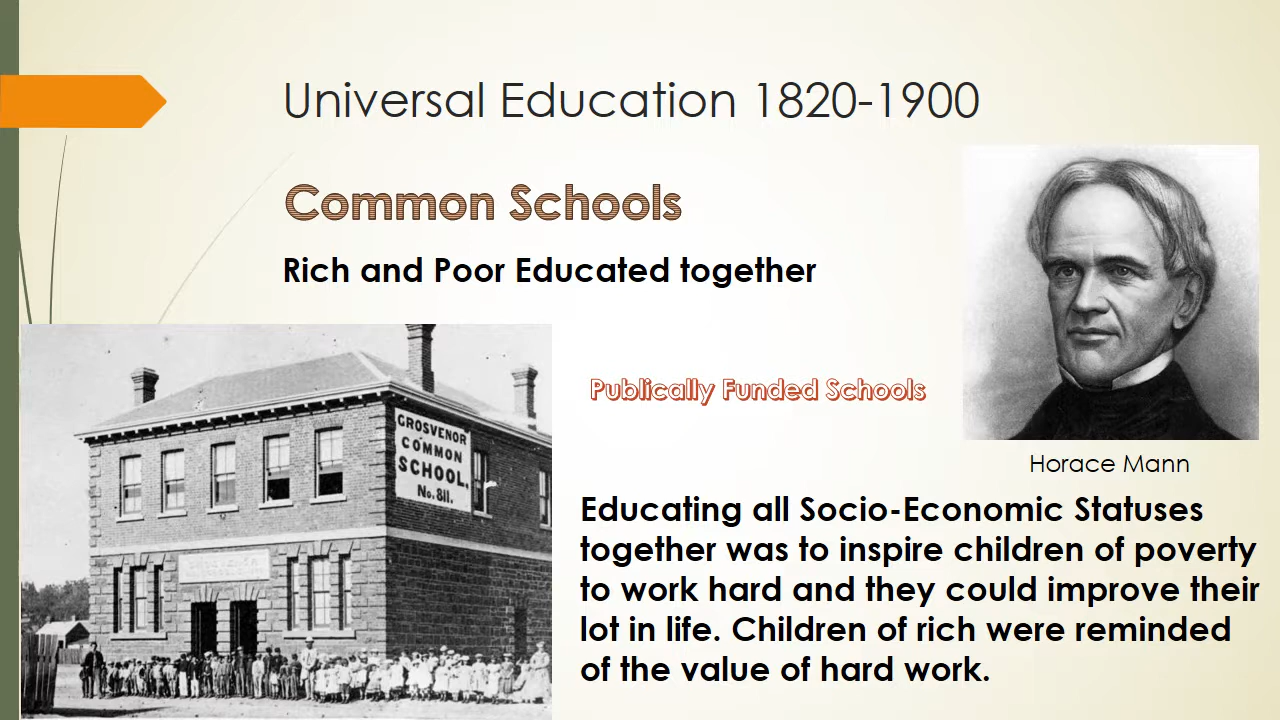 Universal Education 1820-1900
Common Schools
Rich and Poor Educated together
GROSVENOR
COMMON
SCHOOL.
No. 811.
Publically Funded Schools
Horace Mann
Educating all Socio-Economic Statuses
together was to inspire children of poverty
to work hard and they could improve their
lot in life. Children of rich were reminded
of the value of hard work.